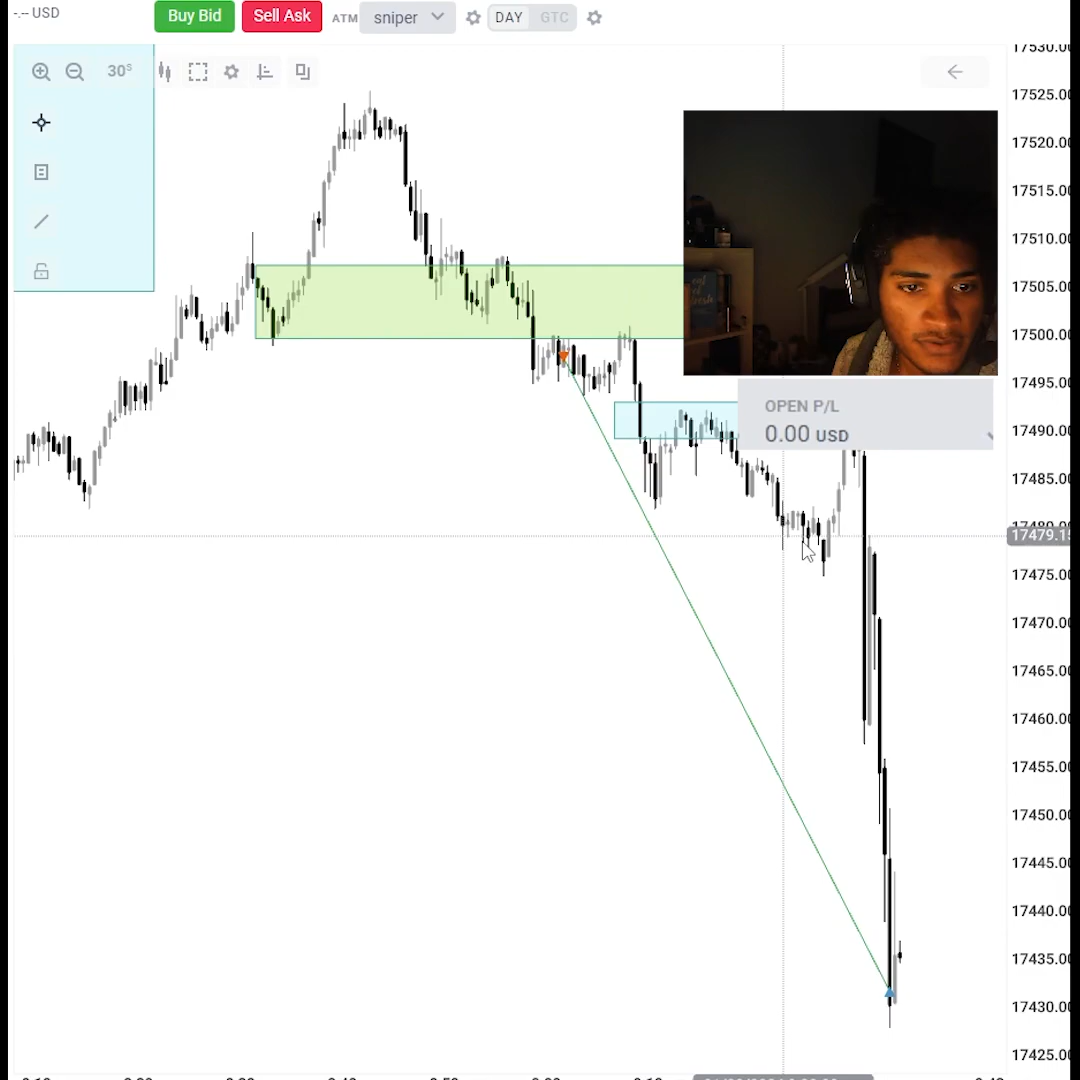 -.-- USD
Buy Bid
Sell Ask
ATM
sniper
DAY
GTC
30s
17530.00
17525.00
17520.00
17515.00
17510.00
17505.00
17500.00
17495.00
17490.00
17485.00
17480.00
17479.15
17475.00
17470.00
17465.00
17460.00
17455.00
17450.00
17445.00
17440.00
17435.00
17430.00
17425.00
OPEN P/L
0.00 USD